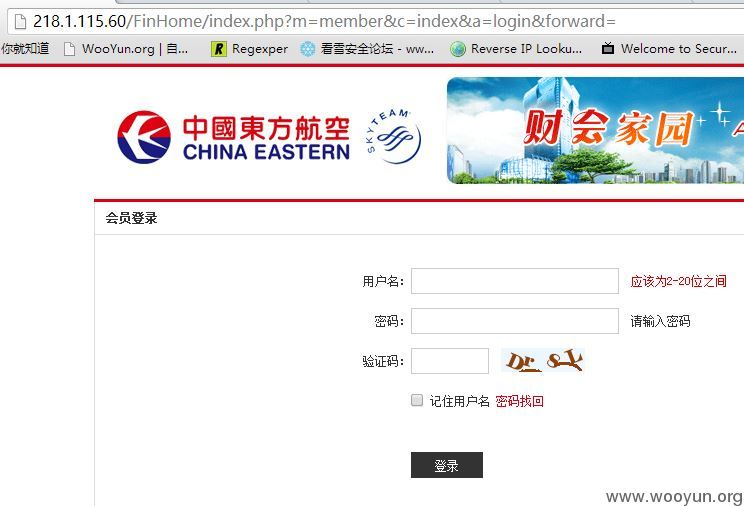 218.1.115.60/FinHome/index.php?m=member&c=index&a=login&forward=
你就知道 WooYun.org | 自... Regexper 看雪安全论坛 - ww... Reverse IP Looku... Welcome to Secur...
中國東方航空
CHINA EASTERN
SKYTEAM
财会家园
会员登录
用户名: 应该为2-20位之间
密码: 请输入密码
验证码:
记住用户名 密码找回
登录
www.wooyun.org